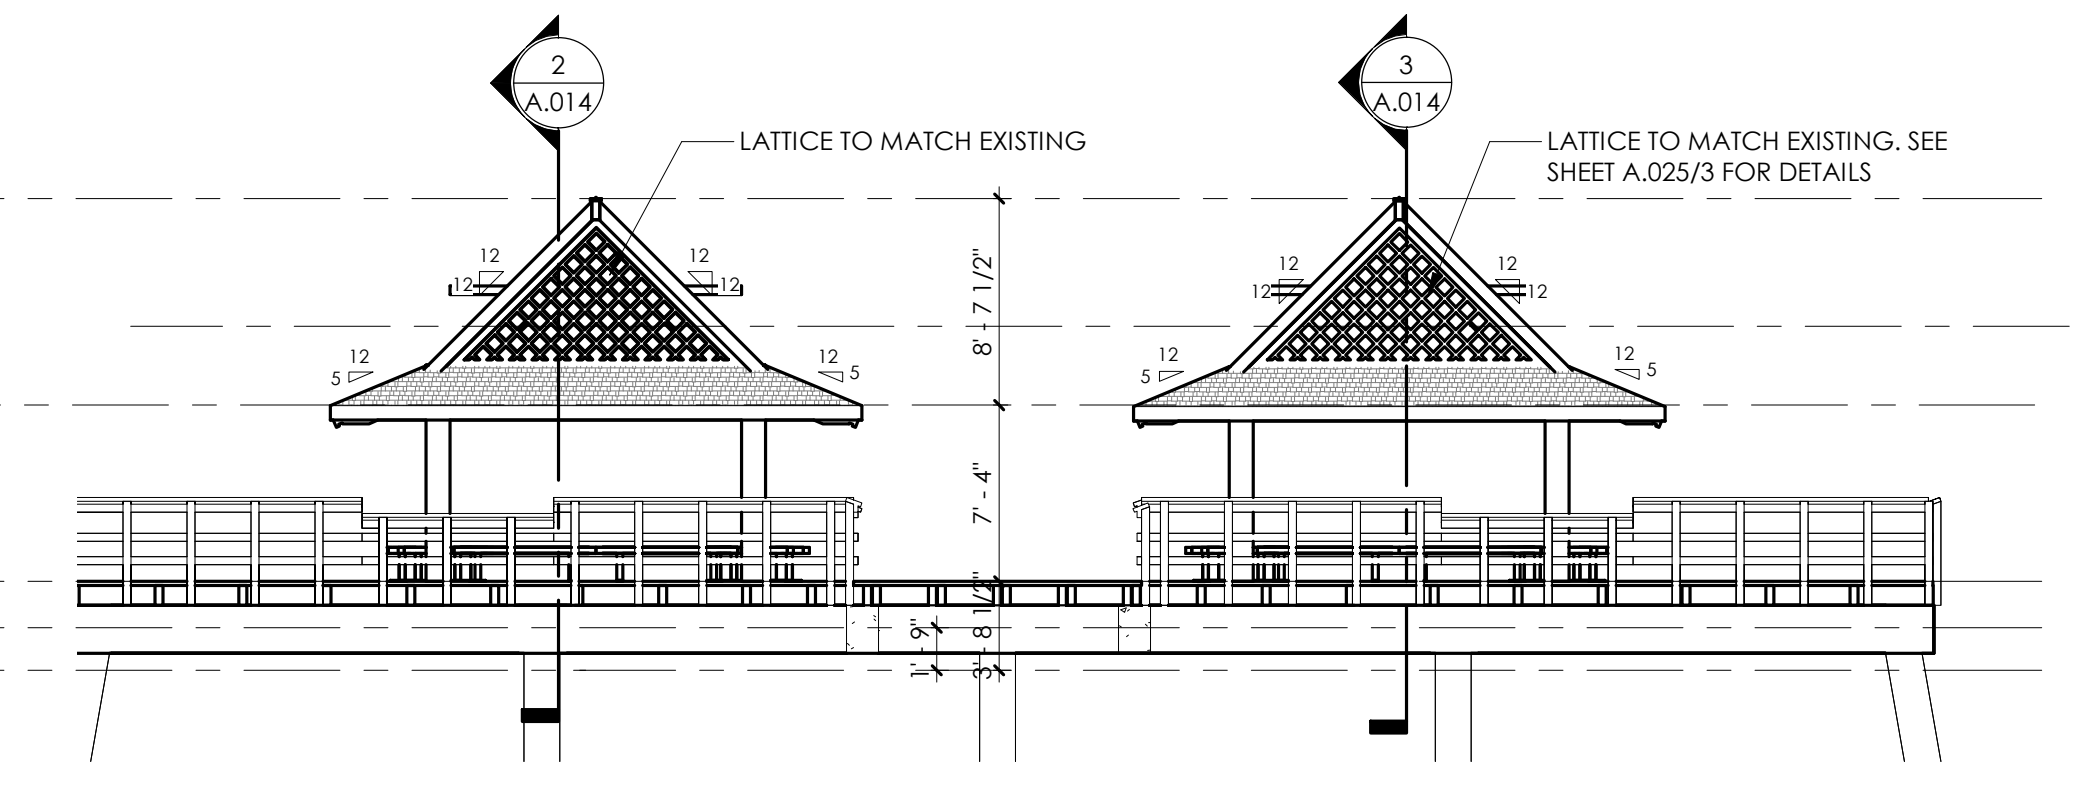 2
A.014
3
A.014
LATTICE TO MATCH EXISTING
LATTICE TO MATCH EXISTING. SEE
SHEET A.025/3 FOR DETAILS
12
12
12
12
12
12
12
12
8' - 7 1/2"
12
5
12
5
12
5
12
5
7' - 4"
1' - 9"
3' - 8 1/2"